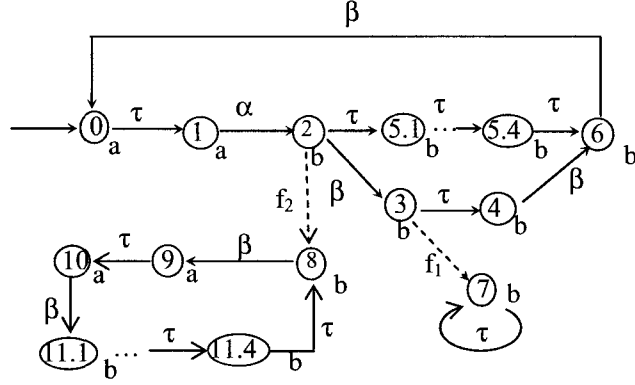 β
τ α τ τ τ
0 1 2 5.1 ... 5.4 6
a a b b b b
β τ β
f₂ 3 4
b b
τ β f₁
10 9 8 7 b
a a b
β τ τ τ
11.1 ... 11.4
b b